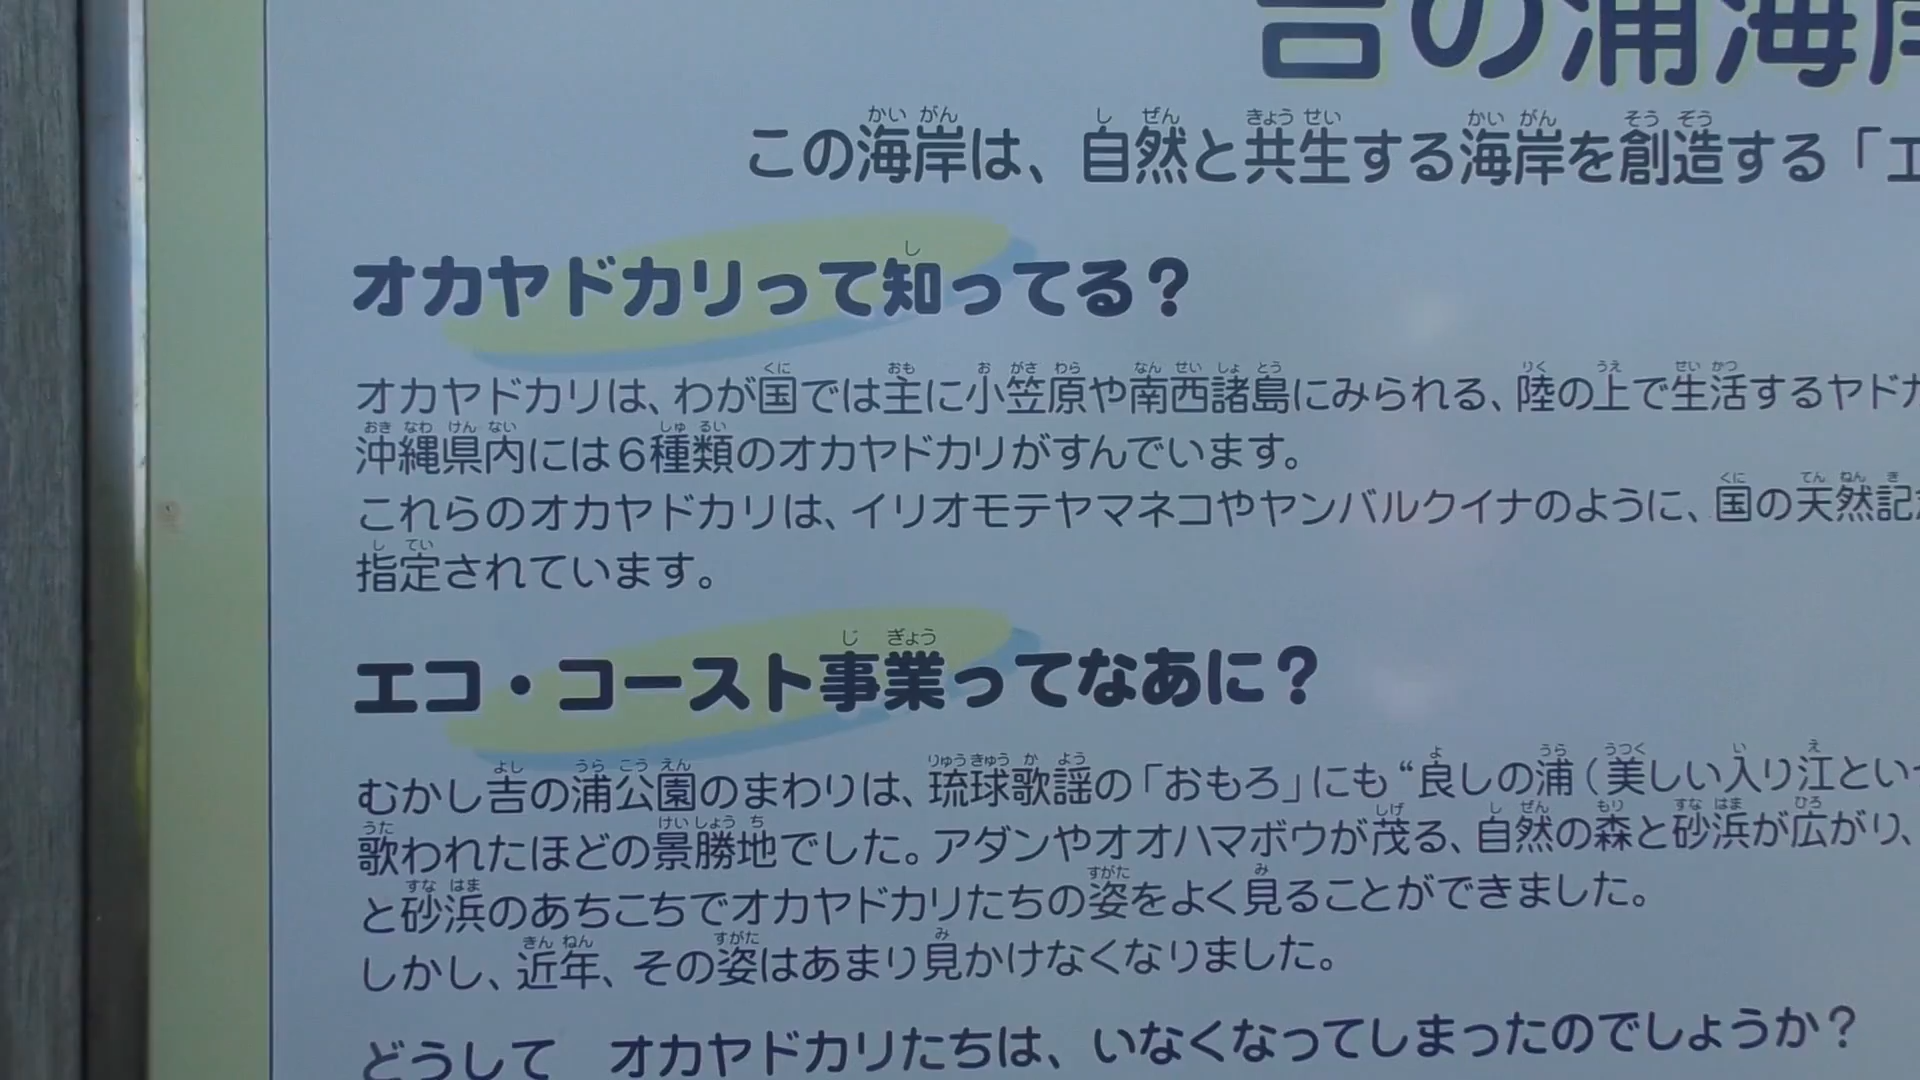 吉の浦海岸
この海岸は、自然と共生する海岸を創造する「エ
オカヤドカリって知ってる？
オカヤドカリは、わが国では主に小笠原や南西諸島にみられる、陸の上で生活するヤドカ
沖縄県内には６種類のオカヤドカリがすんでいます。
これらのオカヤドカリは、イリオモテヤマネコやヤンバルクイナのように、国の天然記
指定されています。
エコ・コースト事業ってなあに？
むかし吉の浦公園のまわりは、琉球歌謡の「おもろ」にも“良しの浦（美しい入り江とい
歌われたほどの景勝地でした。アダンやオオハマボウが茂る、自然の森と砂浜が広がり、
と砂浜のあちこちでオカヤドカリたちの姿をよく見ることができました。
しかし、近年、その姿はあまり見かけなくなりました。
どうして　オカヤドカリたちは、いなくなってしまったのでしょうか？